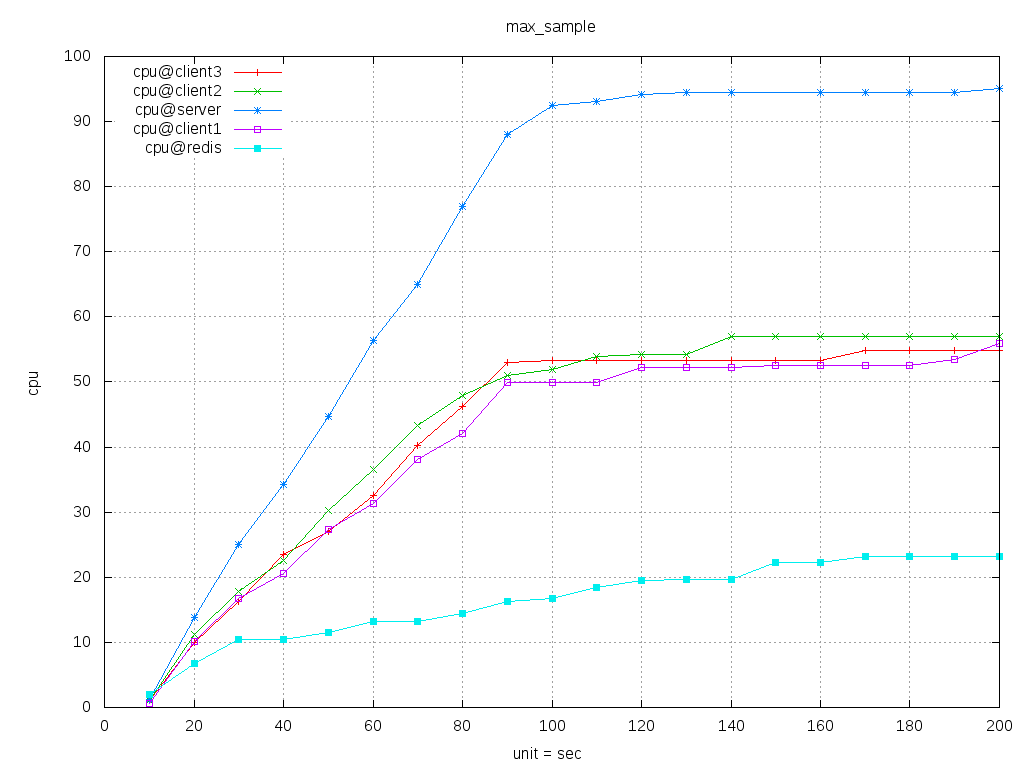 max_sample
100
90
80
70
60
50
40
30
20
10
0
cpu@client3
cpu@client2
cpu@server
cpu@client1
cpu@redis
cpu
0 20 40 60 80 100 120 140 160 180 200
unit = sec